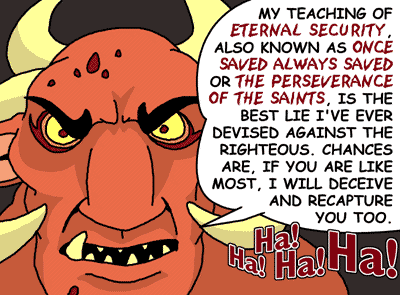 MY TEACHING OF
ETERNAL SECURITY,
ALSO KNOWN AS ONCE
SAVED ALWAYS SAVED
OR THE PERSEVERANCE
OF THE SAINTS, IS THE
BEST LIE I'VE EVER
DEVISED AGAINST THE
RIGHTEOUS. CHANCES
ARE, IF YOU ARE LIKE
MOST, I WILL DECEIVE
AND RECAPTURE
YOU TOO.
Ha! Ha! Ha! Ha!